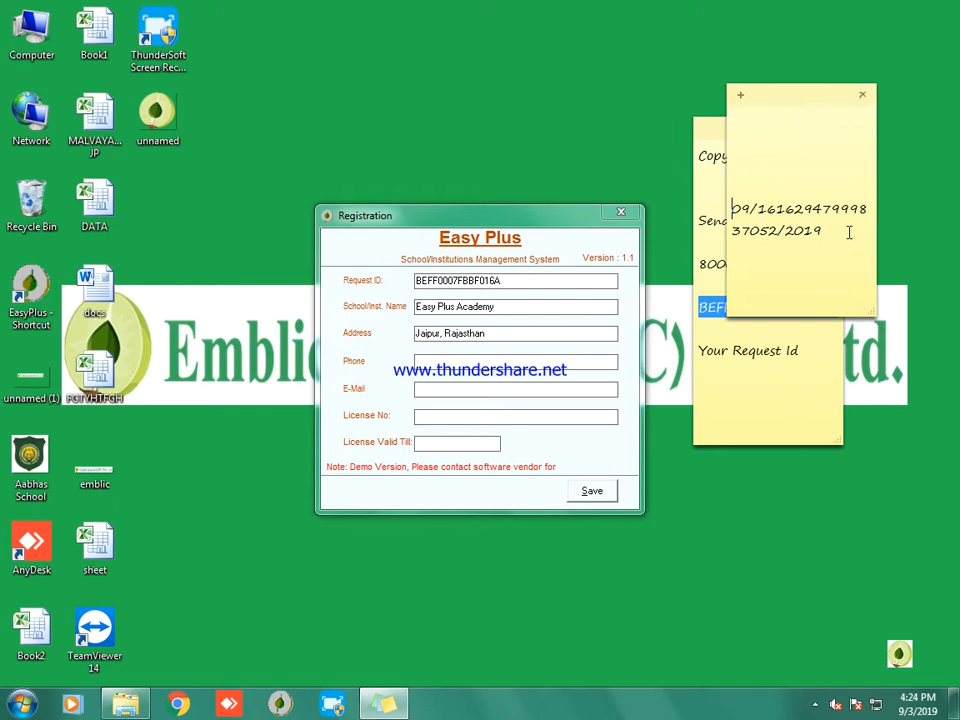 Computer
Book1
ThunderSoft
Screen Rec...
Network
MALVAYA...
JP
unnamed
Recycle Bin
DATA
EasyPlus -
Shortcut
docs
unnamed (1)
FGTYHTFGH
Aabhas
School
emblic
AnyDesk
sheet
Book2
TeamViewer
14
Emblic
(C)
td.
Copy
Send
800
BEF
Your Request Id
+
×
09/161629479998
37052/2019
Registration
Easy Plus
School/Institutions Management System
Version : 1.1
Request ID:
BEFF0007FBBF016A
School/Inst. Name
Easy Plus Academy
Address
Jaipur, Rajasthan
Phone
www.thundershare.net
E-Mail
License No:
License Valid Till:
Note: Demo Version, Please contact software vendor for
Save
4:24 PM
9/3/2019